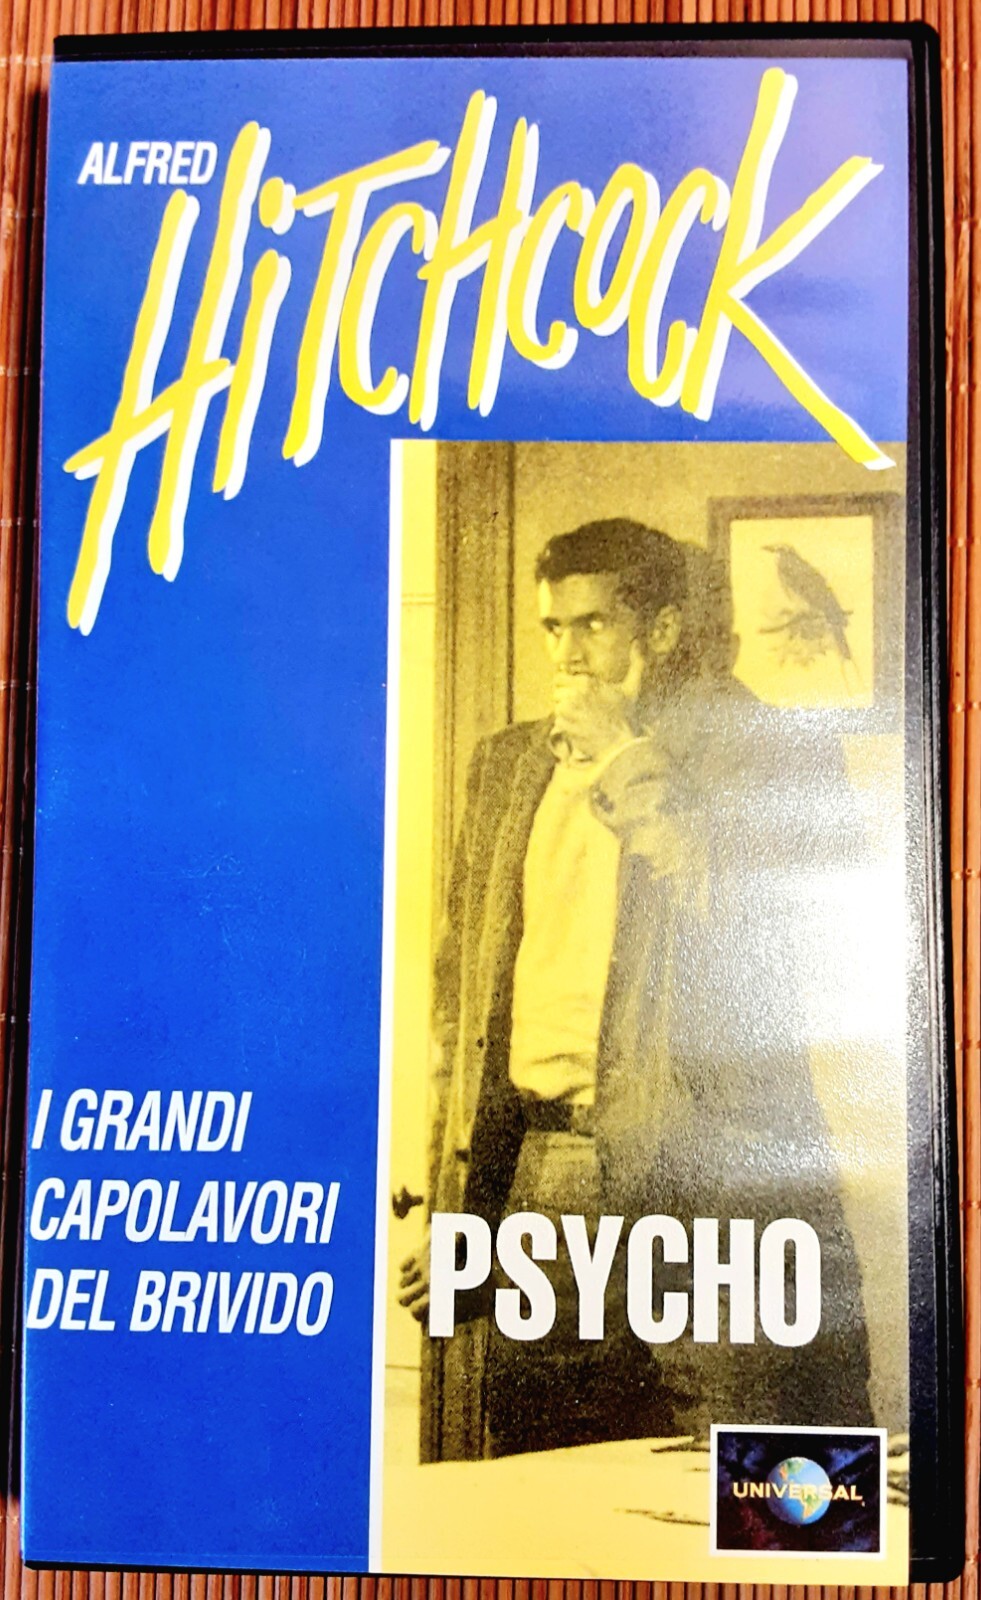 ALFRED
HITCHCOCK
I GRANDI
CAPOLAVORI
DEL BRIVIDO
PSYCHO
UNIVERSAL